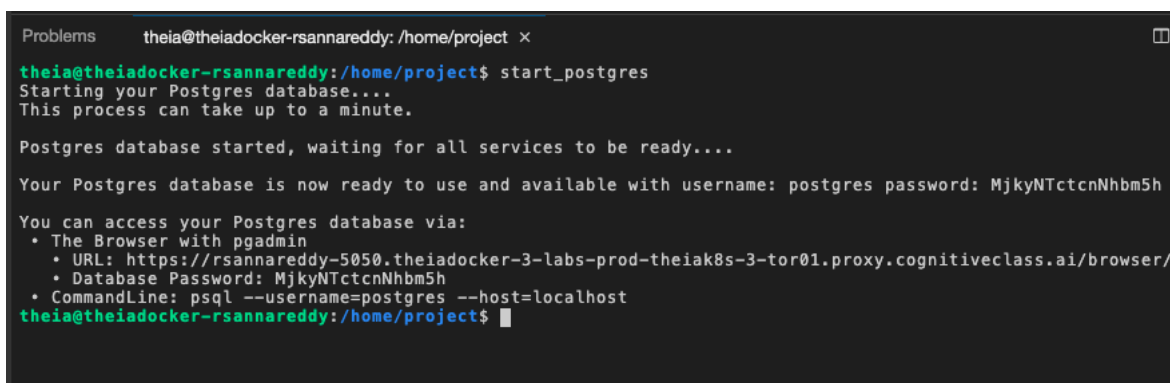 Problems theia@theiadocker-rsannareddy: /home/project ×
theia@theiadocker-rsannareddy:/home/project$ start_postgres
Starting your Postgres database....
This process can take up to a minute.
Postgres database started, waiting for all services to be ready....
Your Postgres database is now ready to use and available with username: postgres password: MjkyNTctcnNhbm5h
You can access your Postgres database via:
• The Browser with pgadmin
• URL: https://rsannareddy-5050.theiadocker-3-labs-prod-theiak8s-3-tor01.proxy.cognitiveclass.ai/browser/
• Database Password: MjkyNTctcnNhbm5h
• CommandLine: psql --username=postgres --host=localhost
theia@theiadocker-rsannareddy:/home/project$